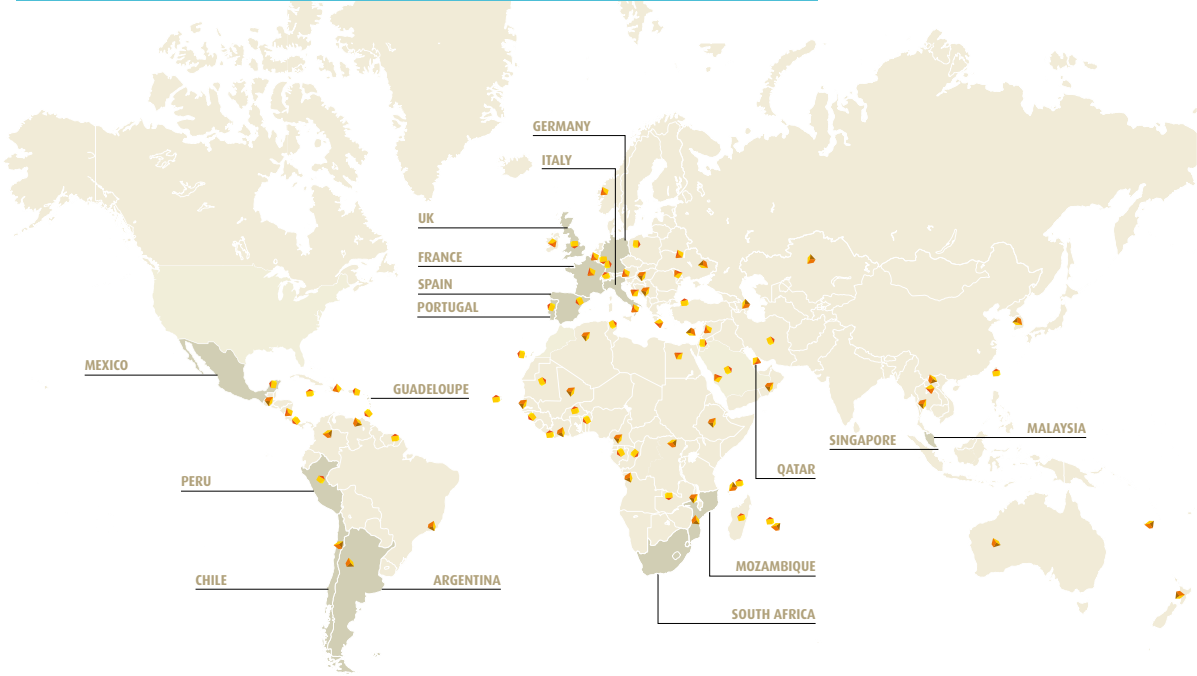 GERMANY
ITALY
UK
FRANCE
SPAIN
PORTUGAL
MEXICO
GUADELOUPE
MALAYSIA
SINGAPORE
QATAR
PERU
MOZAMBIQUE
CHILE
ARGENTINA
SOUTH AFRICA